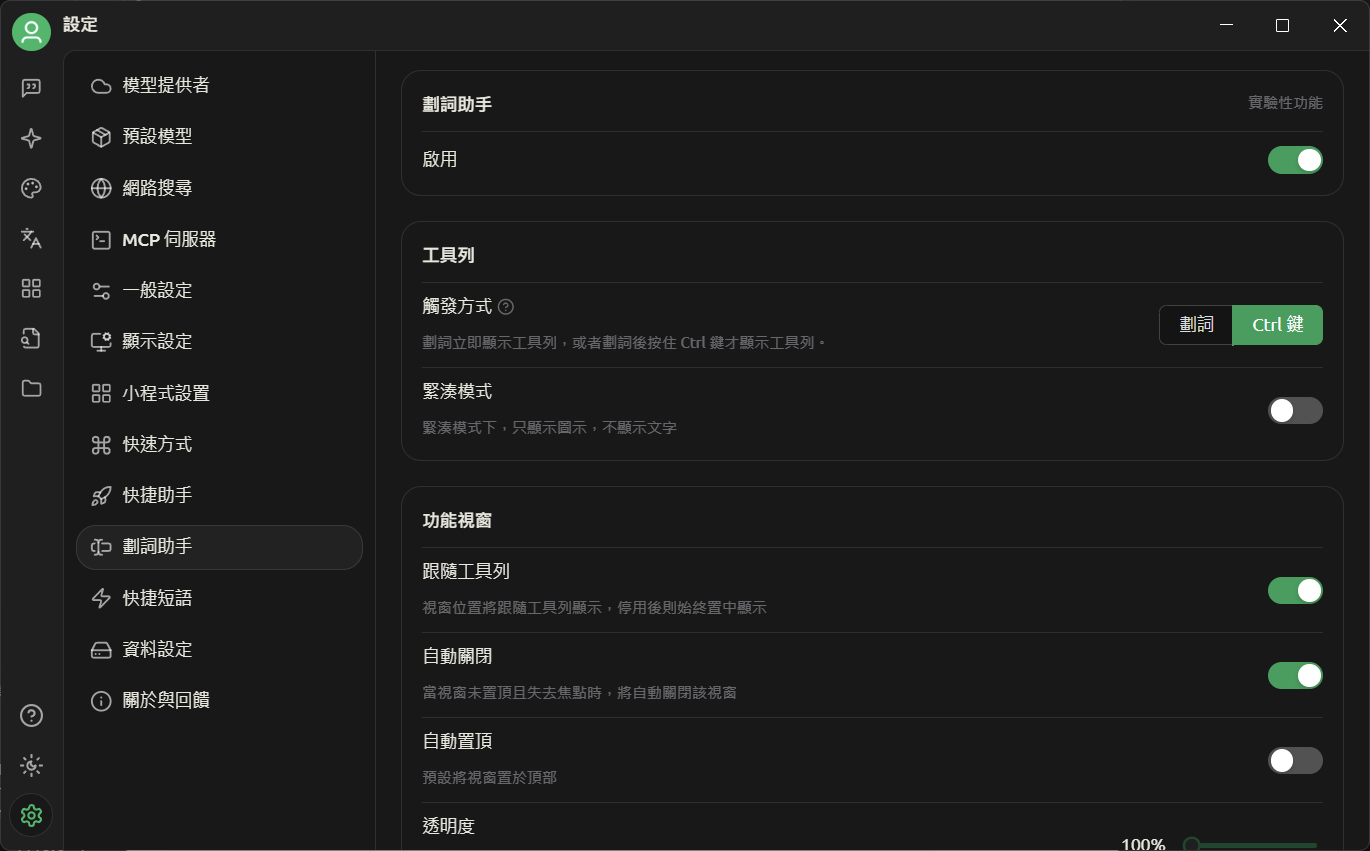 設定
模型提供者
預設模型
網路搜尋
MCP 伺服器
一般設定
顯示設定
小程式設置
快速方式
快捷助手
劃詞助手
快捷短語
資料設定
關於與回饋
劃詞助手
實驗性功能
啟用
工具列
觸發方式
劃詞立即顯示工具列，或者劃詞後按住 Ctrl 鍵才顯示工具列。
劃詞
Ctrl 鍵
緊湊模式
緊湊模式下，只顯示圖示，不顯示文字
功能視窗
跟隨工具列
視窗位置將跟隨工具列顯示，停用後則始終置中顯示
自動關閉
當視窗未置頂且失去焦點時，將自動關閉該視窗
自動置頂
預設將視窗置於頂部
透明度
100%